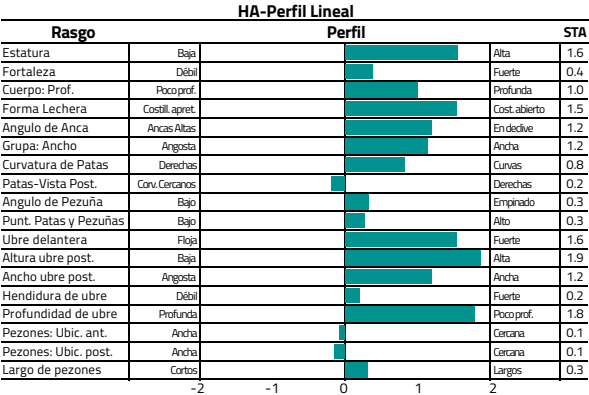 HA-Perfil Lineal
Rasgo Perfil STA
Estatura Baja Alta 1.6
Fortaleza Débil Fuerte 0.4
Cuerpo: Prof. Poco prof. Profunda 1.0
Forma Lechera Costill. apret. Cost. abierto 1.5
Angulo de Anca Ancas Altas En declive 1.2
Grupa: Ancho Angosta Ancha 1.2
Curvatura de Patas Derechas Curvas 0.8
Patas-Vista Post. Corv. Cercanos Derechas 0.2
Angulo de Pezuña Bajo Empinado 0.3
Punt. Patas y Pezuñas Bajo Alto 0.3
Ubre delantera Floja Fuerte 1.6
Altura ubre post. Baja Alta 1.9
Ancho ubre post. Angosta Ancha 1.2
Hendidura de ubre Débil Fuerte 0.2
Profundidad de ubre Profunda Poco prof. 1.8
Pezones: Ubic. ant. Ancha Cercana 0.1
Pezones: Ubic. post. Ancha Cercana 0.1
Largo de pezones Cortos Largos 0.3
-2 -1 0 1 2